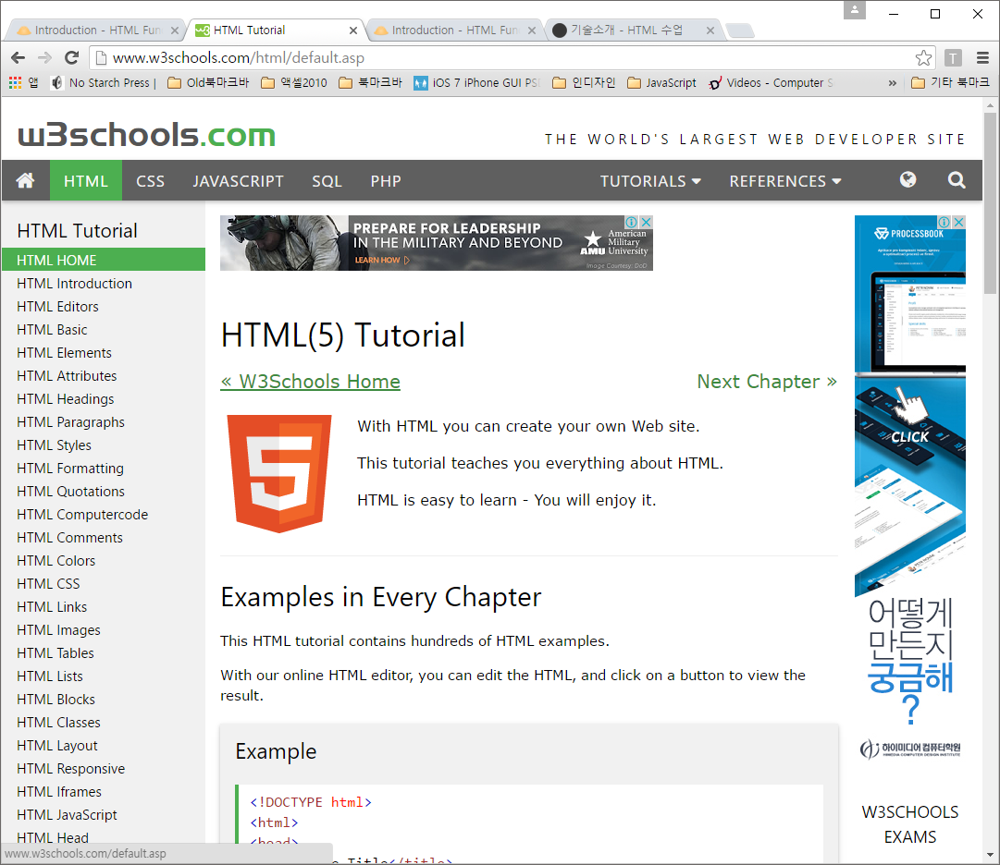 Introduction - HTML Fun
HTML Tutorial
Introduction - HTML Fun
기술소개 - HTML 수업
www.w3schools.com/html/default.asp
T
앱
No Starch Press |
Old북마크바
액셀2010
북마크바
iOS 7 iPhone GUI PS
인디자인
JavaScript
Videos - Computer S
»
기타 북마크
w3schools.com
THE WORLD'S LARGEST WEB DEVELOPER SITE
HTML CSS JAVASCRIPT SQL PHP TUTORIALS REFERENCES
HTML Tutorial
HTML HOME
HTML Introduction
HTML Editors
HTML Basic
HTML Elements
HTML Attributes
HTML Headings
HTML Paragraphs
HTML Styles
HTML Formatting
HTML Quotations
HTML Computercode
HTML Comments
HTML Colors
HTML CSS
HTML Links
HTML Images
HTML Tables
HTML Lists
HTML Blocks
HTML Classes
HTML Layout
HTML Responsive
HTML Iframes
HTML JavaScript
HTML Head
www.w3schools.com/default.asp
PREPARE FOR LEADERSHIP
IN THE MILITARY AND BEYOND
LEARN HOW
AMU
American
Military
University
Image Courtesy: DoD
HTML(5) Tutorial
« W3Schools Home
Next Chapter »
5
With HTML you can create your own Web site.
This tutorial teaches you everything about HTML.
HTML is easy to learn - You will enjoy it.
Examples in Every Chapter
This HTML tutorial contains hundreds of HTML examples.
With our online HTML editor, you can edit the HTML, and click on a button to view the
result.
Example
<!DOCTYPE html>
<html>
<head>
Title</title>
PROCESSBOOK
CLICK
어떻게
만든지
궁금해
?
하이미디어 컴퓨터학원
HIMEDIA COMPUTER DESIGN INSTITUTE
W3SCHOOLS
EXAMS